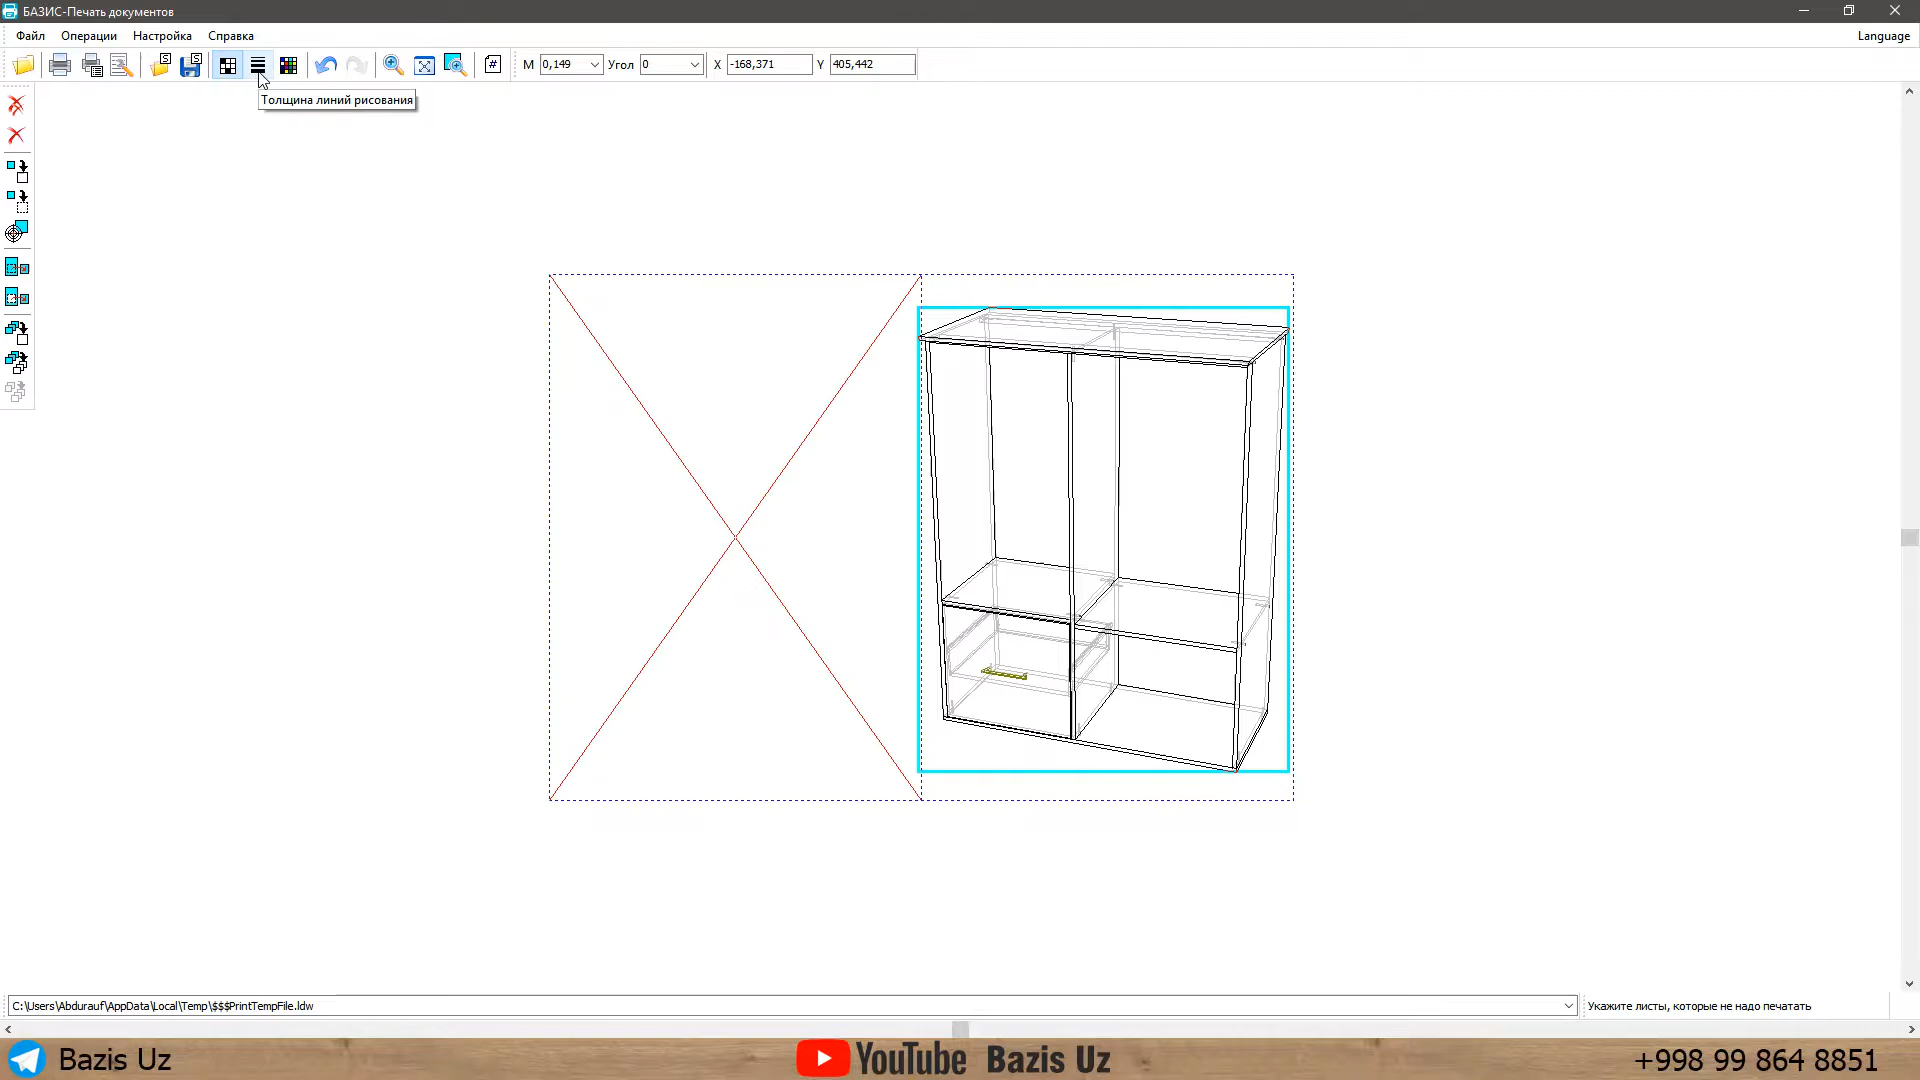 БАЗИС-Печать документов
Файл Операции Настройка Справка Language
М 0,149 Угол 0 X -168,371 Y 405,442
Толщина линий рисования
C:\Users\Abdurauf\AppData\Local\Temp\$$$PrintTempFile.ldw Укажите листы, которые не надо печатать
Bazis Uz YouTube Bazis Uz +998 99 864 8851